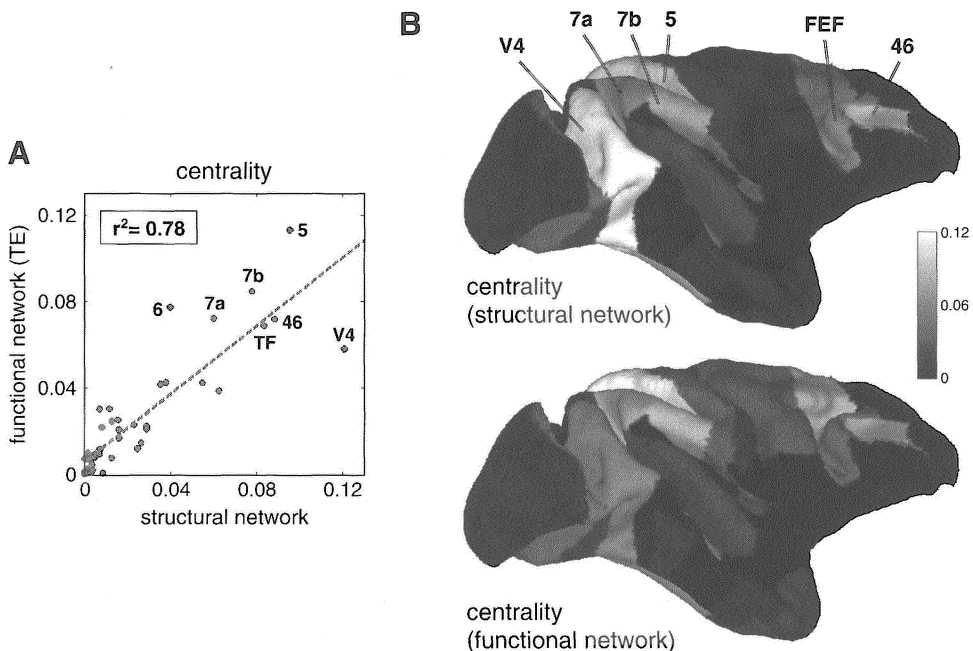 A
centrality
functional network (TE)
0.12
0.08
0.04
0
r²= 0.78
5
7b
6
7a
46
TF
V4
0
0.04
0.08
0.12
structural network
B
V4
7a
7b
5
FEF
46
centrality
(structural network)
0.12
0
centrality
(functional network)